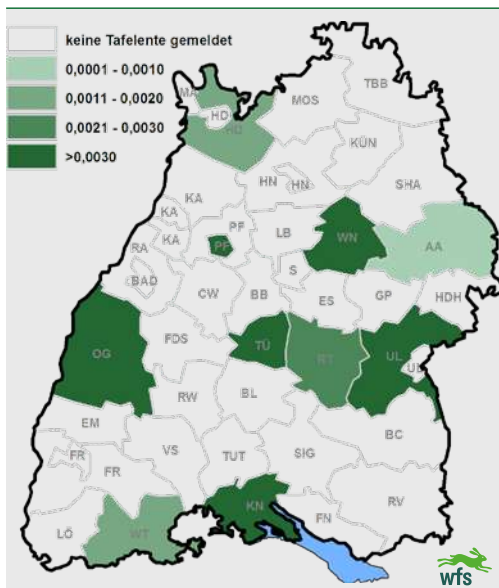 keine Tafelente gemeldet
0,0001 - 0,0010
0,0011 - 0,0020
0,0021 - 0,0030
>0,0030
TBB
MA
MOS
HD
HD
KÜN
HN
HN
SHA
KA
KA
KA
PF
PF
LB
WN
AA
RA
BAD
S
CW
BB
ES
GP
HDH
OG
FDS
TÜ
RT
UL
UL
RW
BL
EM
BC
FR
FR
VS
TUT
SIG
KN
FN
RV
LÖ
WT
wfs